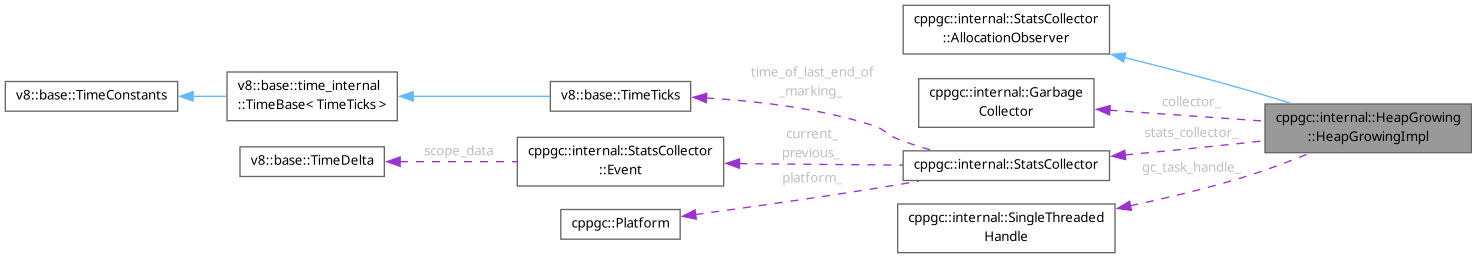 cppgc::internal::StatsCollector
::AllocationObserver
time_of_last_end_of
_marking_
v8::base::TimeConstants
v8::base::time_internal
::TimeBase< TimeTicks >
v8::base::TimeTicks
cppgc::internal::Garbage
Collector
collector_
cppgc::internal::HeapGrowing
::HeapGrowingImpl
stats_collector_
current_
previous_
scope_data
v8::base::TimeDelta
cppgc::internal::StatsCollector
::Event
cppgc::internal::StatsCollector
gc_task_handle_
platform_
cppgc::Platform
cppgc::internal::SingleThreaded
Handle